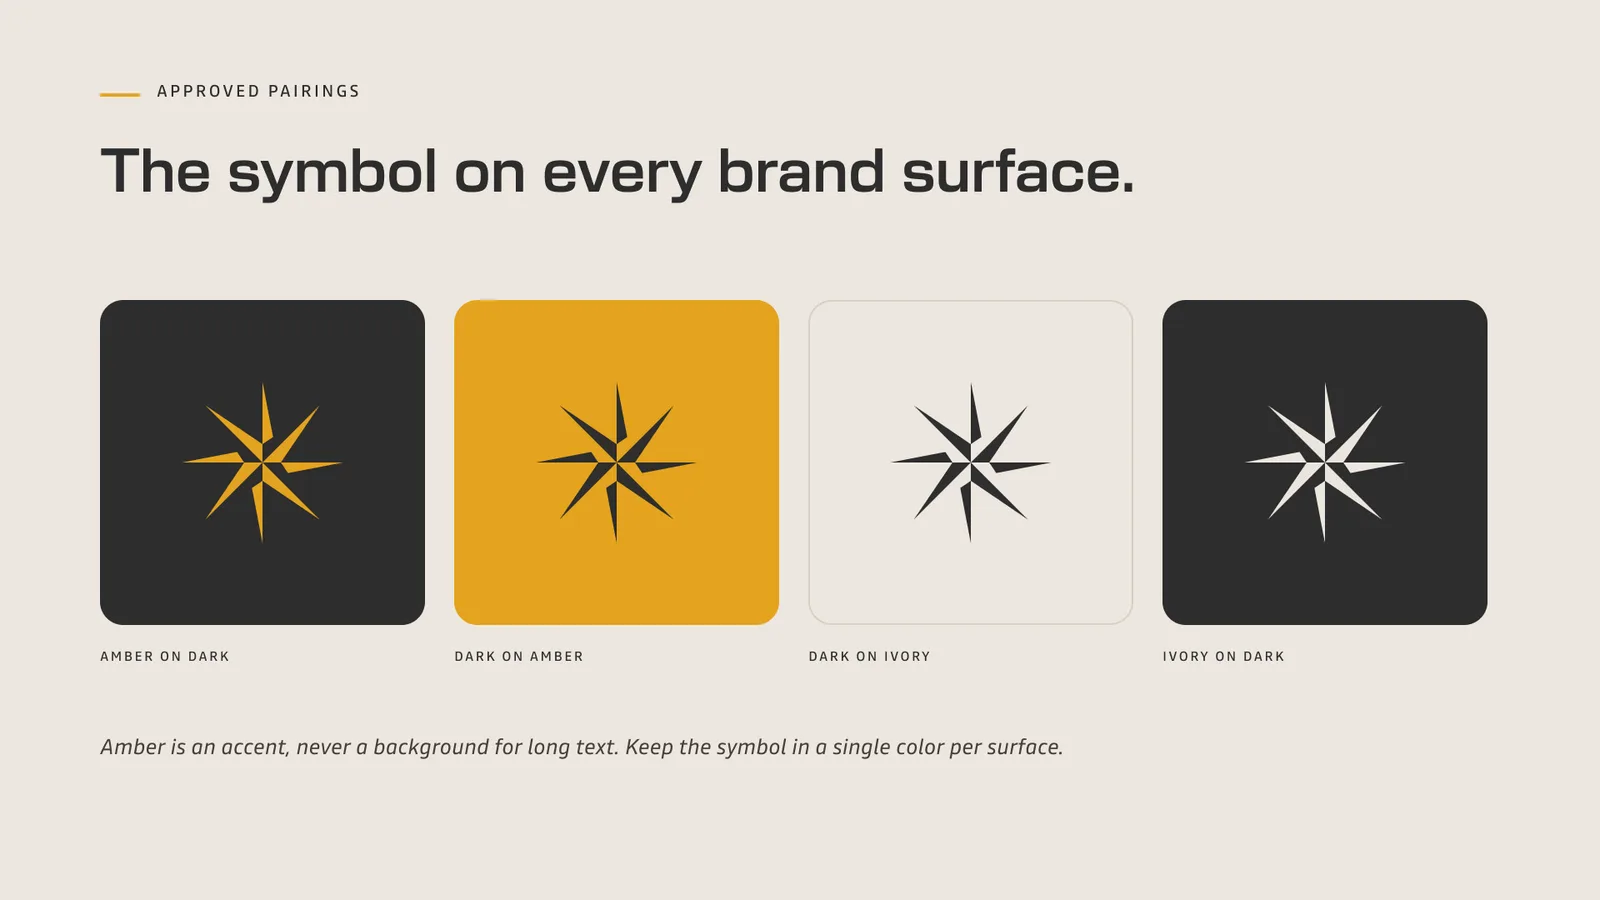 APPROVED PAIRINGS
The symbol on every brand surface.
AMBER ON DARK
DARK ON AMBER
DARK ON IVORY
IVORY ON DARK
Amber is an accent, never a background for long text. Keep the symbol in a single color per surface.